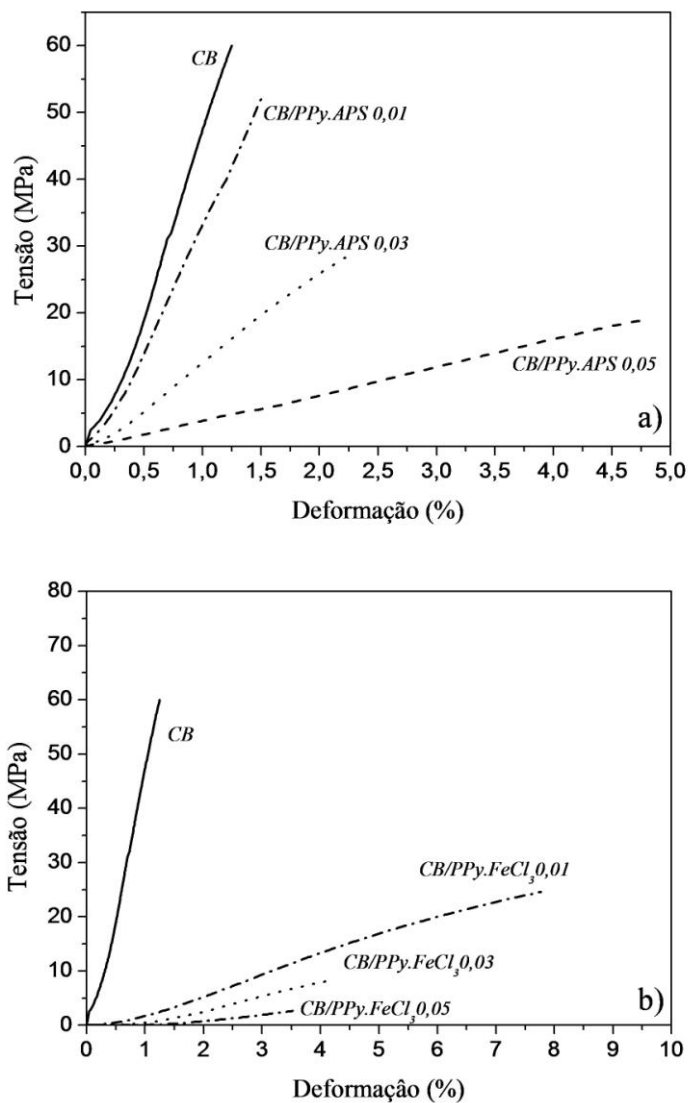 60
50
40
30
20
10
0
Tensão (MPa)
CB
CB/PPy.APS 0,01
CB/PPy.APS 0,03
CB/PPy.APS 0,05
a)
0,0 0,5 1,0 1,5 2,0 2,5 3,0 3,5 4,0 4,5 5,0
Deformação (%)
80
70
60
50
40
30
20
10
0
Tensão (MPa)
CB
CB/PPy.FeCl₃0,01
CB/PPy.FeCl₃0,03
CB/PPy.FeCl₃0,05
b)
0 1 2 3 4 5 6 7 8 9 10
Deformaçâo (%)